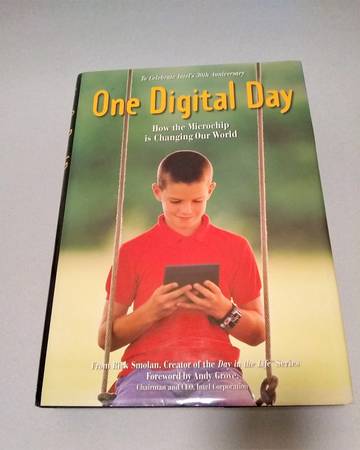 To Celebrate Intel's 30th Anniversary
One Digital Day
How the Microchip
is Changing Our World
From Rick Smolan, Creator of the Day in the Life Series
Foreword by Andy Grove,
Chairman and CEO, Intel Corporation